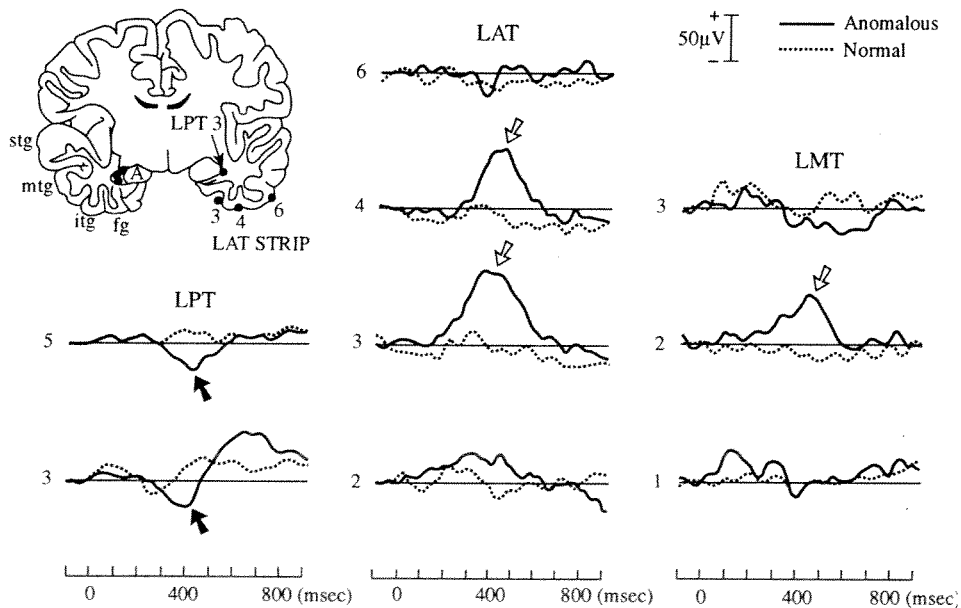 LAT
+
50μV
−
Anomalous
Normal
6
LPT 3
stg
A
mtg
itg
fg
3
4
6
LAT STRIP
4
LMT
3
LPT
5
3
2
3
2
1
0 400 800 (msec)
0 400 800 (msec)
0 400 800 (msec)